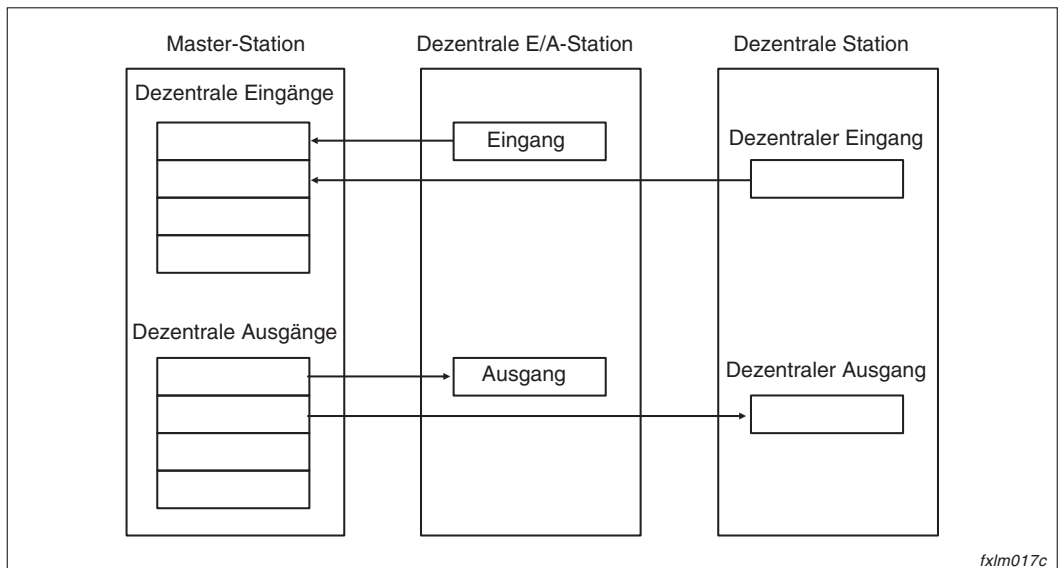 Master-Station
Dezentrale E/A-Station
Dezentrale Station
Dezentrale Eingänge
Eingang
Dezentraler Eingang
Dezentrale Ausgänge
Ausgang
Dezentraler Ausgang
fxlm017c